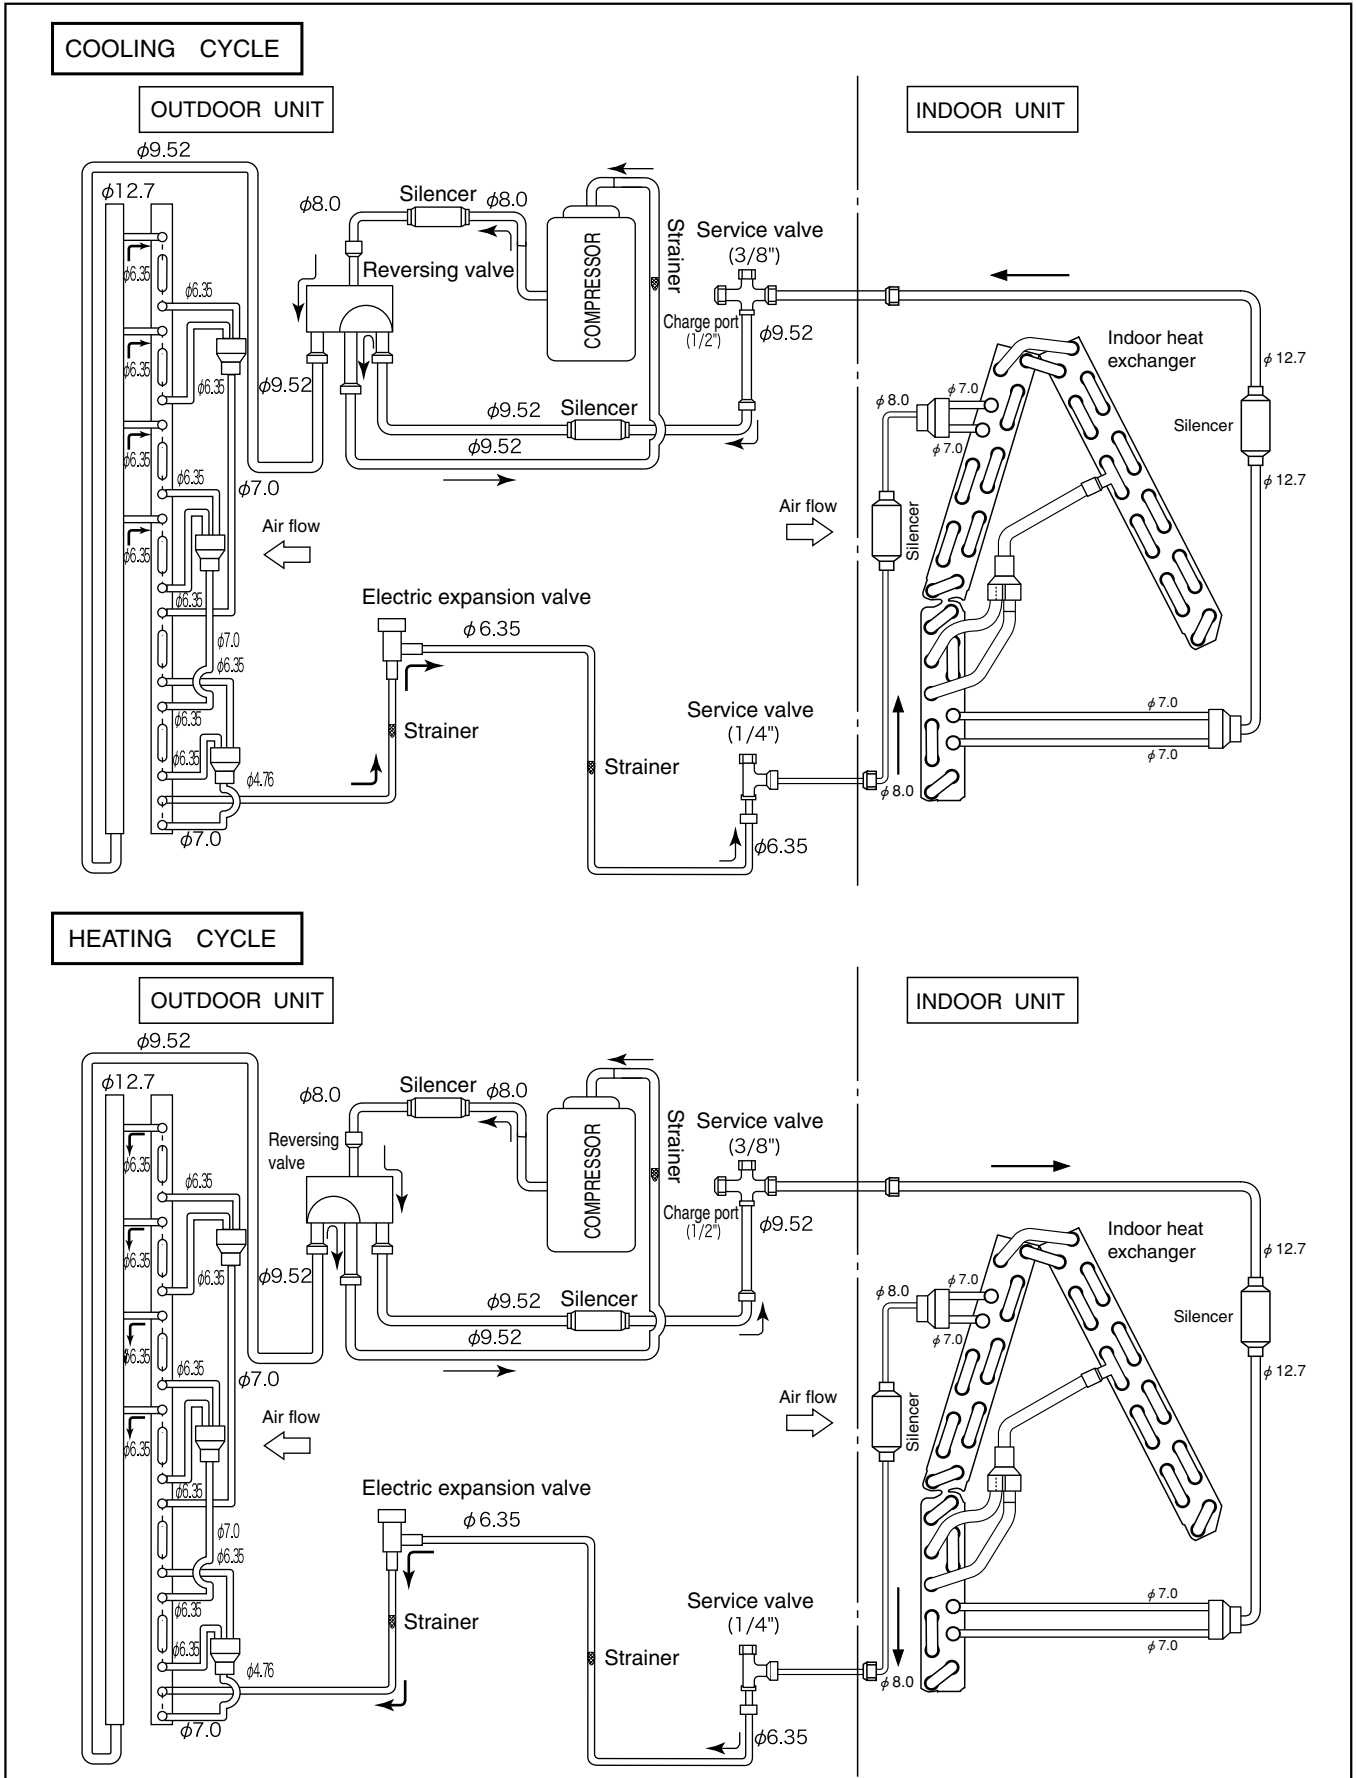 COOLING CYCLE
OUTDOOR UNIT
INDOOR UNIT
φ9.52
φ12.7
φ8.0
Silencer
φ8.0
Reversing valve
COMPRESSOR
Strainer
Service valve
(3/8")
Charge port
(1/2")
φ9.52
φ6.35
φ6.35
φ6.35
φ6.35
φ9.52
φ9.52
Silencer
φ9.52
φ6.35
φ6.35
φ7.0
φ6.35
Air flow
φ6.35
φ7.0
φ6.35
φ6.35
φ6.35
φ4.76
φ7.0
Electric expansion valve
φ6.35
Strainer
Strainer
Service valve
(1/4")
φ6.35
Air flow
Indoor heat
exchanger
φ12.7
Silencer
φ12.7
φ8.0
φ7.0
φ7.0
Silencer
φ7.0
φ7.0
φ8.0
HEATING CYCLE
OUTDOOR UNIT
INDOOR UNIT
φ9.52
φ12.7
φ8.0
Silencer
φ8.0
Reversing
valve
COMPRESSOR
Strainer
Service valve
(3/8")
Charge port
(1/2")
φ9.52
φ6.35
φ6.35
φ6.35
φ6.35
φ9.52
φ9.52
Silencer
φ9.52
φ6.35
φ6.35
φ7.0
φ6.35
Air flow
φ6.35
φ7.0
φ6.35
φ6.35
φ6.35
φ4.76
φ7.0
Electric expansion valve
φ6.35
Strainer
Strainer
Service valve
(1/4")
φ6.35
Air flow
Indoor heat
exchanger
φ12.7
Silencer
φ12.7
φ8.0
φ7.0
φ7.0
Silencer
φ7.0
φ7.0
φ8.0